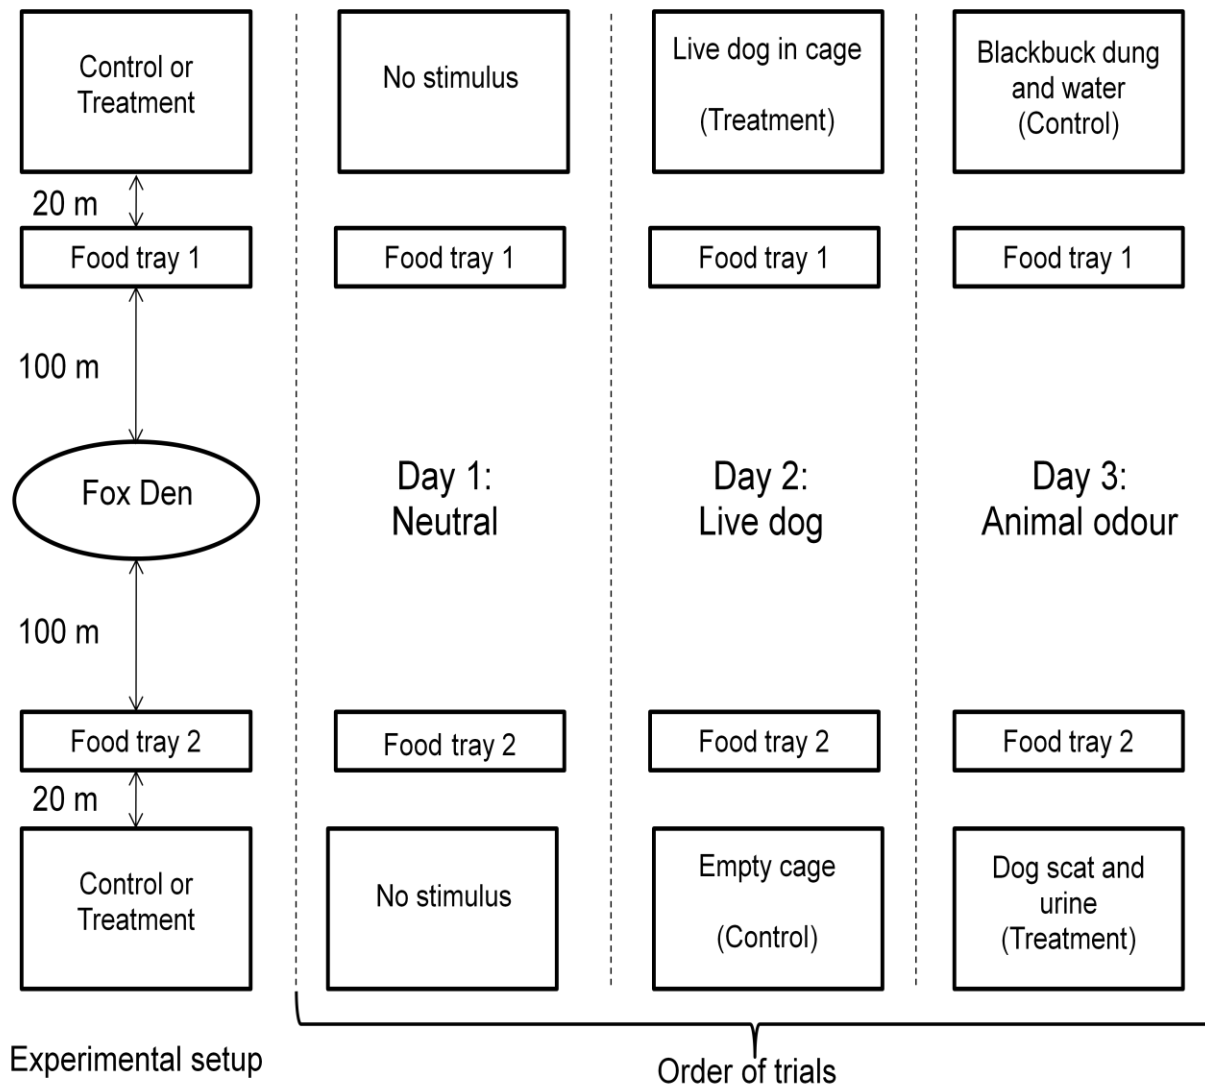 Control or
Treatment
20 m
Food tray 1
100 m
Fox Den
100 m
Food tray 2
20 m
Control or
Treatment
Experimental setup
No stimulus
Food tray 1
Day 1:
Neutral
Food tray 2
No stimulus
Live dog in cage
(Treatment)
Food tray 1
Day 2:
Live dog
Food tray 2
Empty cage
(Control)
Blackbuck dung
and water
(Control)
Food tray 1
Day 3:
Animal odour
Food tray 2
Dog scat and
urine
(Treatment)
Order of trials